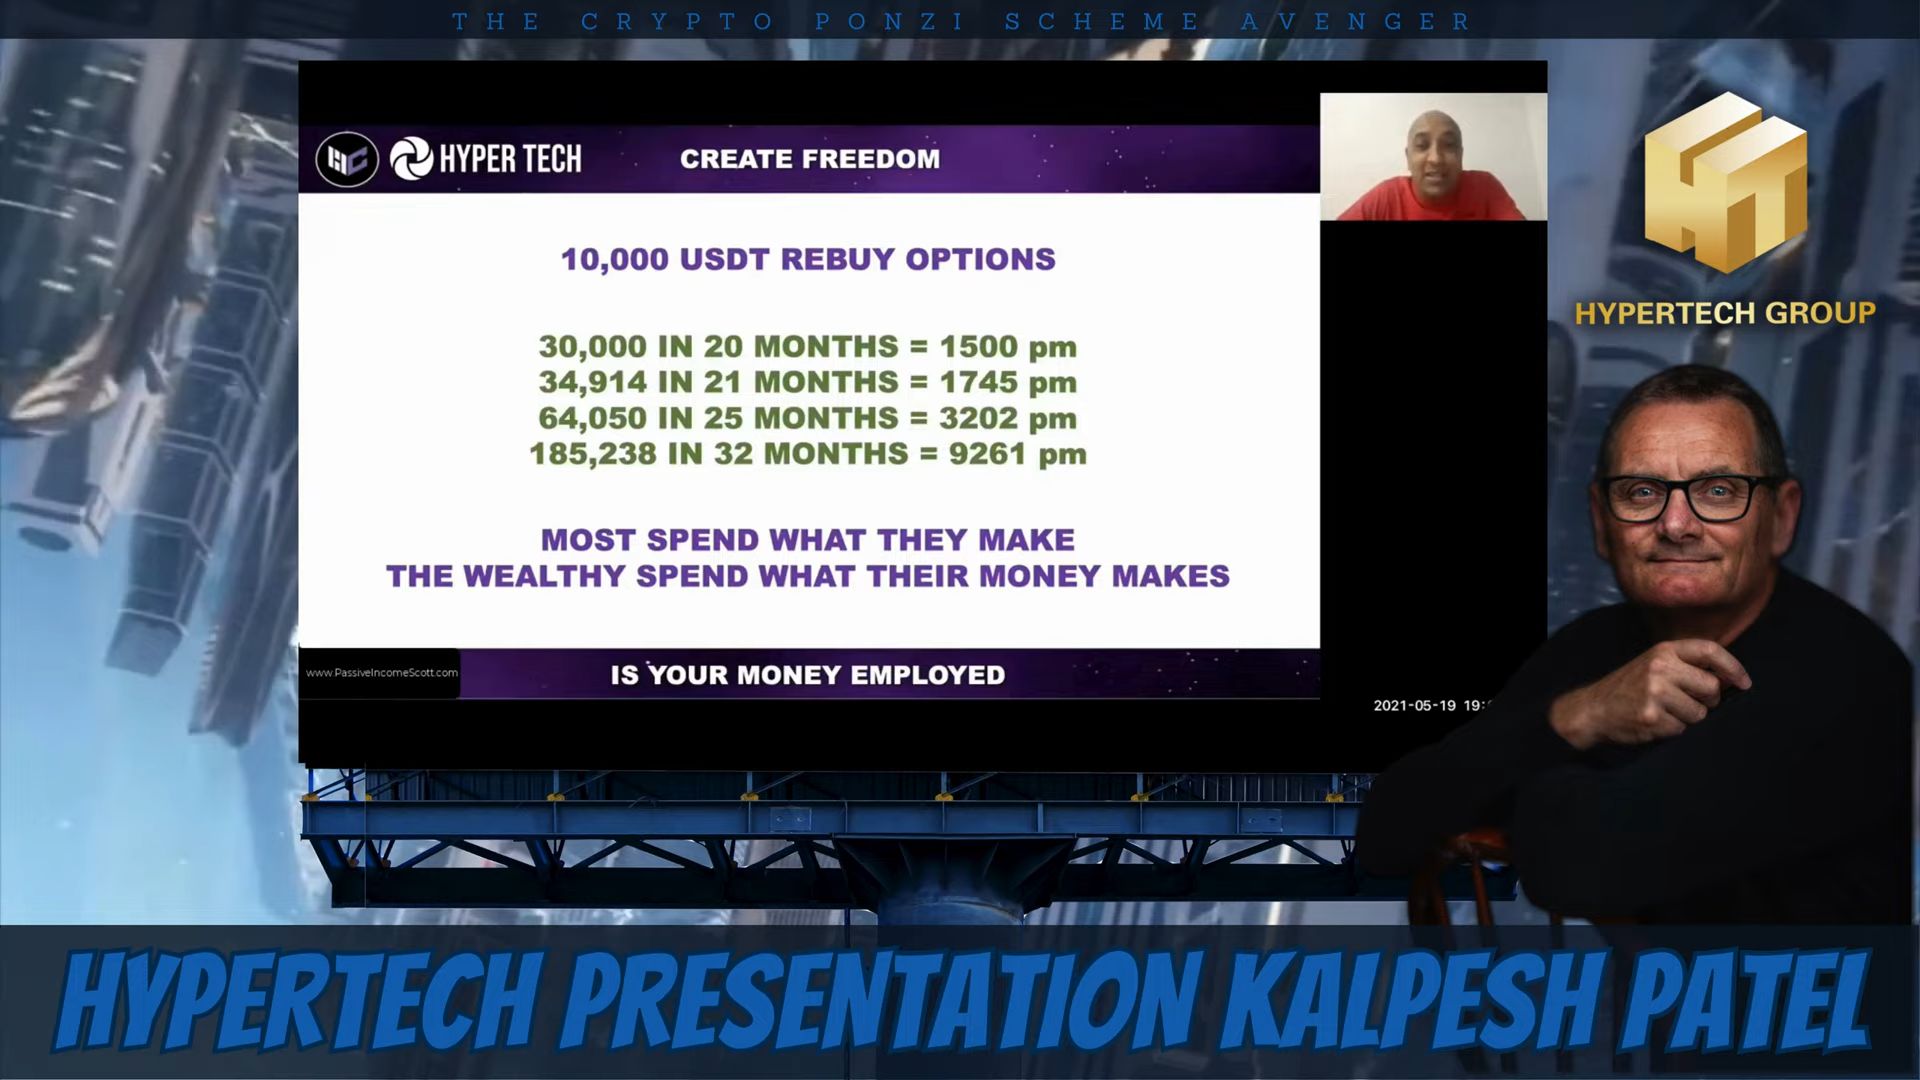 THE CRYPTO PONZI SCHEME AVENGER
HC HYPER TECH
CREATE FREEDOM
10,000 USDT REBUY OPTIONS
30,000 IN 20 MONTHS = 1500 pm
34,914 IN 21 MONTHS = 1745 pm
64,050 IN 25 MONTHS = 3202 pm
185,238 IN 32 MONTHS = 9261 pm
MOST SPEND WHAT THEY MAKE
THE WEALTHY SPEND WHAT THEIR MONEY MAKES
www.PassiveIncomeScott.com
IS YOUR MONEY EMPLOYED
2021-05-19
HT
HYPERTECH GROUP
HYPERTECH PRESENTATION KALPESH PATEL